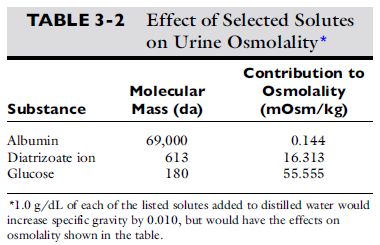 TABLE 3-2 Effect of Selected Solutes
on Urine Osmolality*
Molecular Contribution to
Mass (da) Osmolality
Substance (mOsm/kg)
Albumin 69,000 0.144
Diatrizoate ion 613 16.313
Glucose 180 55.555
*1.0 g/dL of each of the listed solutes added to distilled water would
increase specific gravity by 0.010, but would have the effects on
osmolality shown in the table.